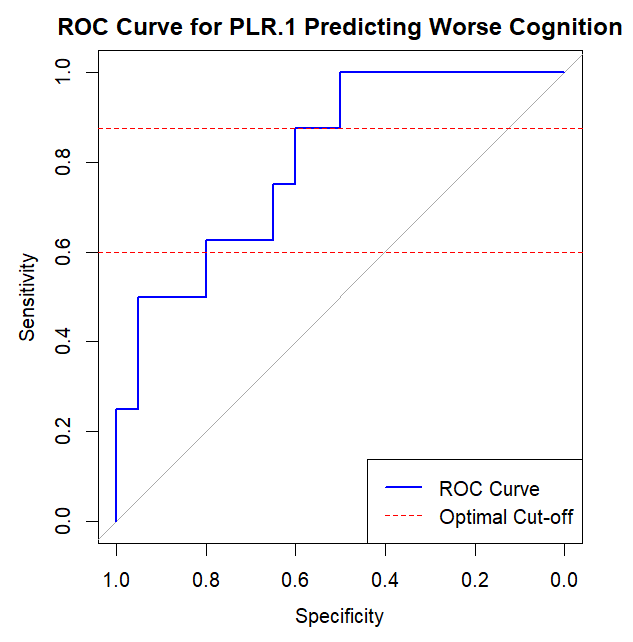 ROC Curve for PLR.1 Predicting Worse Cognition
1.0
0.8
0.6
0.4
0.2
0.0
Sensitivity
ROC Curve
Optimal Cut-off
1.0 0.8 0.6 0.4 0.2 0.0
Specificity